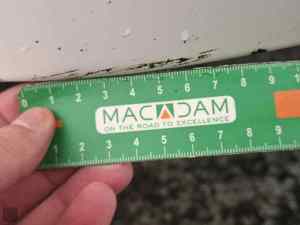 0 1 2 3 4 5 6 7 8 9
MACADAM
ON THE ROAD TO EXCELLENCE
1 2 3 4 5 6 7 8 9